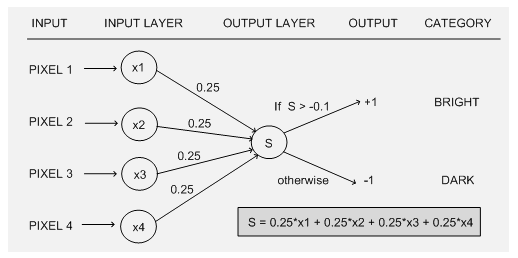 INPUT INPUT LAYER OUTPUT LAYER OUTPUT CATEGORY
PIXEL 1 x1
0.25
If S > -0.1 +1 BRIGHT
PIXEL 2 x2 0.25
S
0.25
PIXEL 3 x3
otherwise -1 DARK
0.25
PIXEL 4 x4
S = 0.25*x1 + 0.25*x2 + 0.25*x3 + 0.25*x4